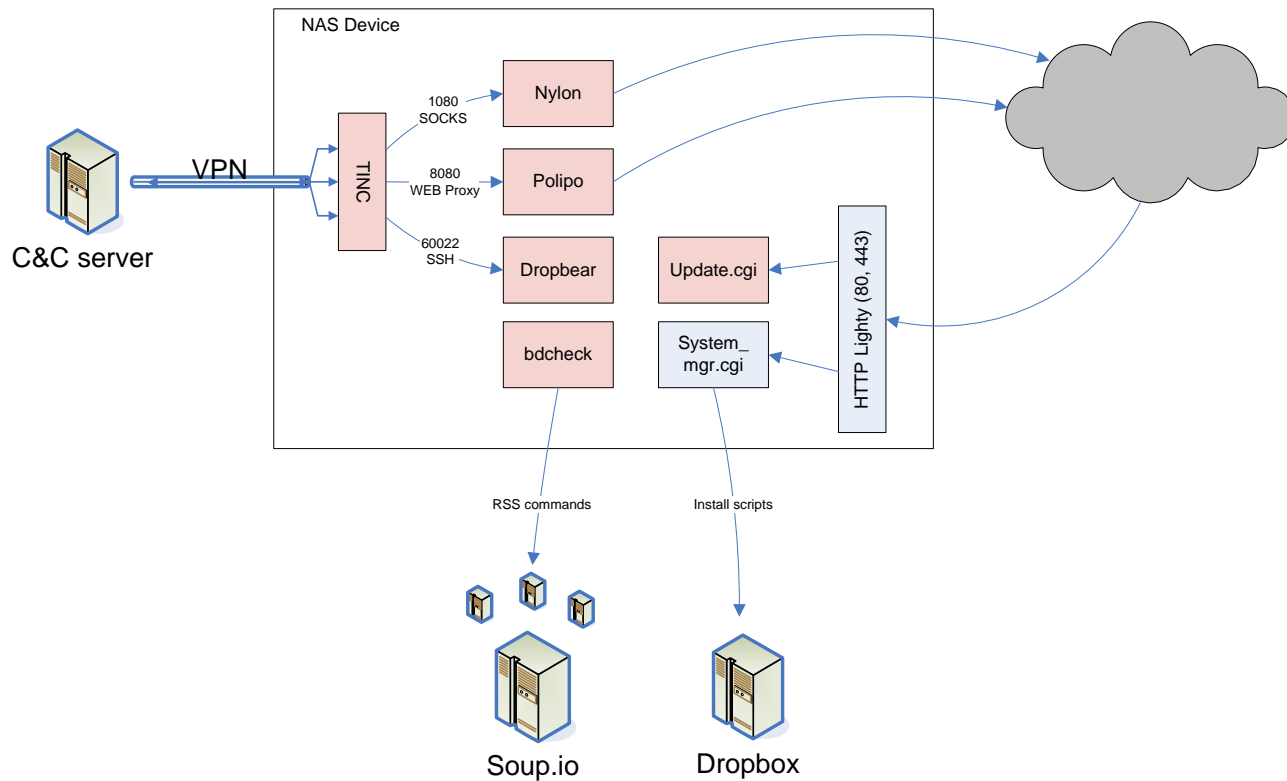 NAS Device
Nylon
1080
SOCKS
VPN
TINC
8080
WEB Proxy
Polipo
C&C server
60022
SSH
Dropbear
Update.cgi
HTTP Lighty (80, 443)
bdcheck
System_
mgr.cgi
RSS commands
Install scripts
Soup.io
Dropbox